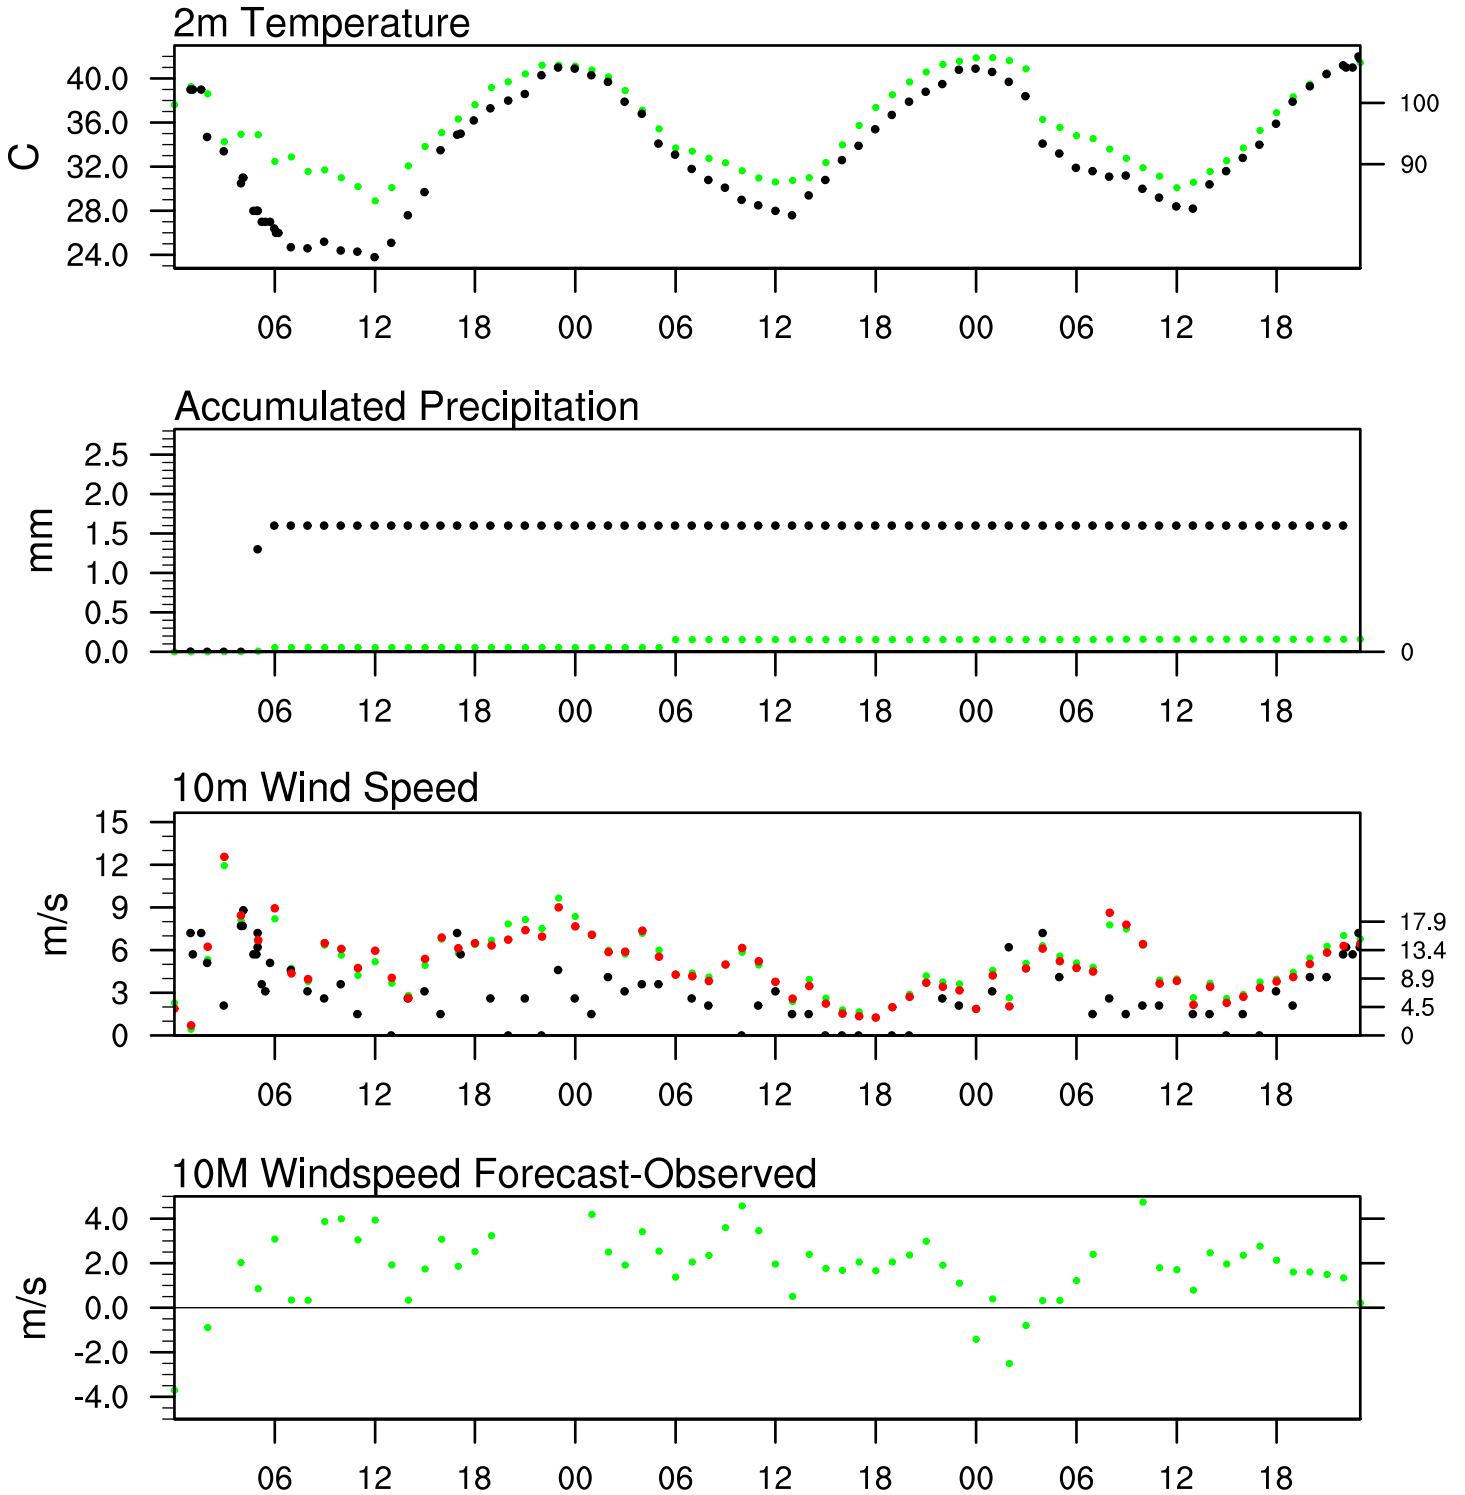 2m Temperature
40.0
36.0
32.0
28.0
24.0
C
100
90
06 12 18 00 06 12 18 00 06 12 18
Accumulated Precipitation
2.5
2.0
1.5
1.0
0.5
0.0
mm
0
06 12 18 00 06 12 18 00 06 12 18
10m Wind Speed
15
12
9
6
3
0
m/s
17.9
13.4
8.9
4.5
0
06 12 18 00 06 12 18 00 06 12 18
10M Windspeed Forecast-Observed
4.0
2.0
0.0
-2.0
-4.0
m/s
06 12 18 00 06 12 18 00 06 12 18